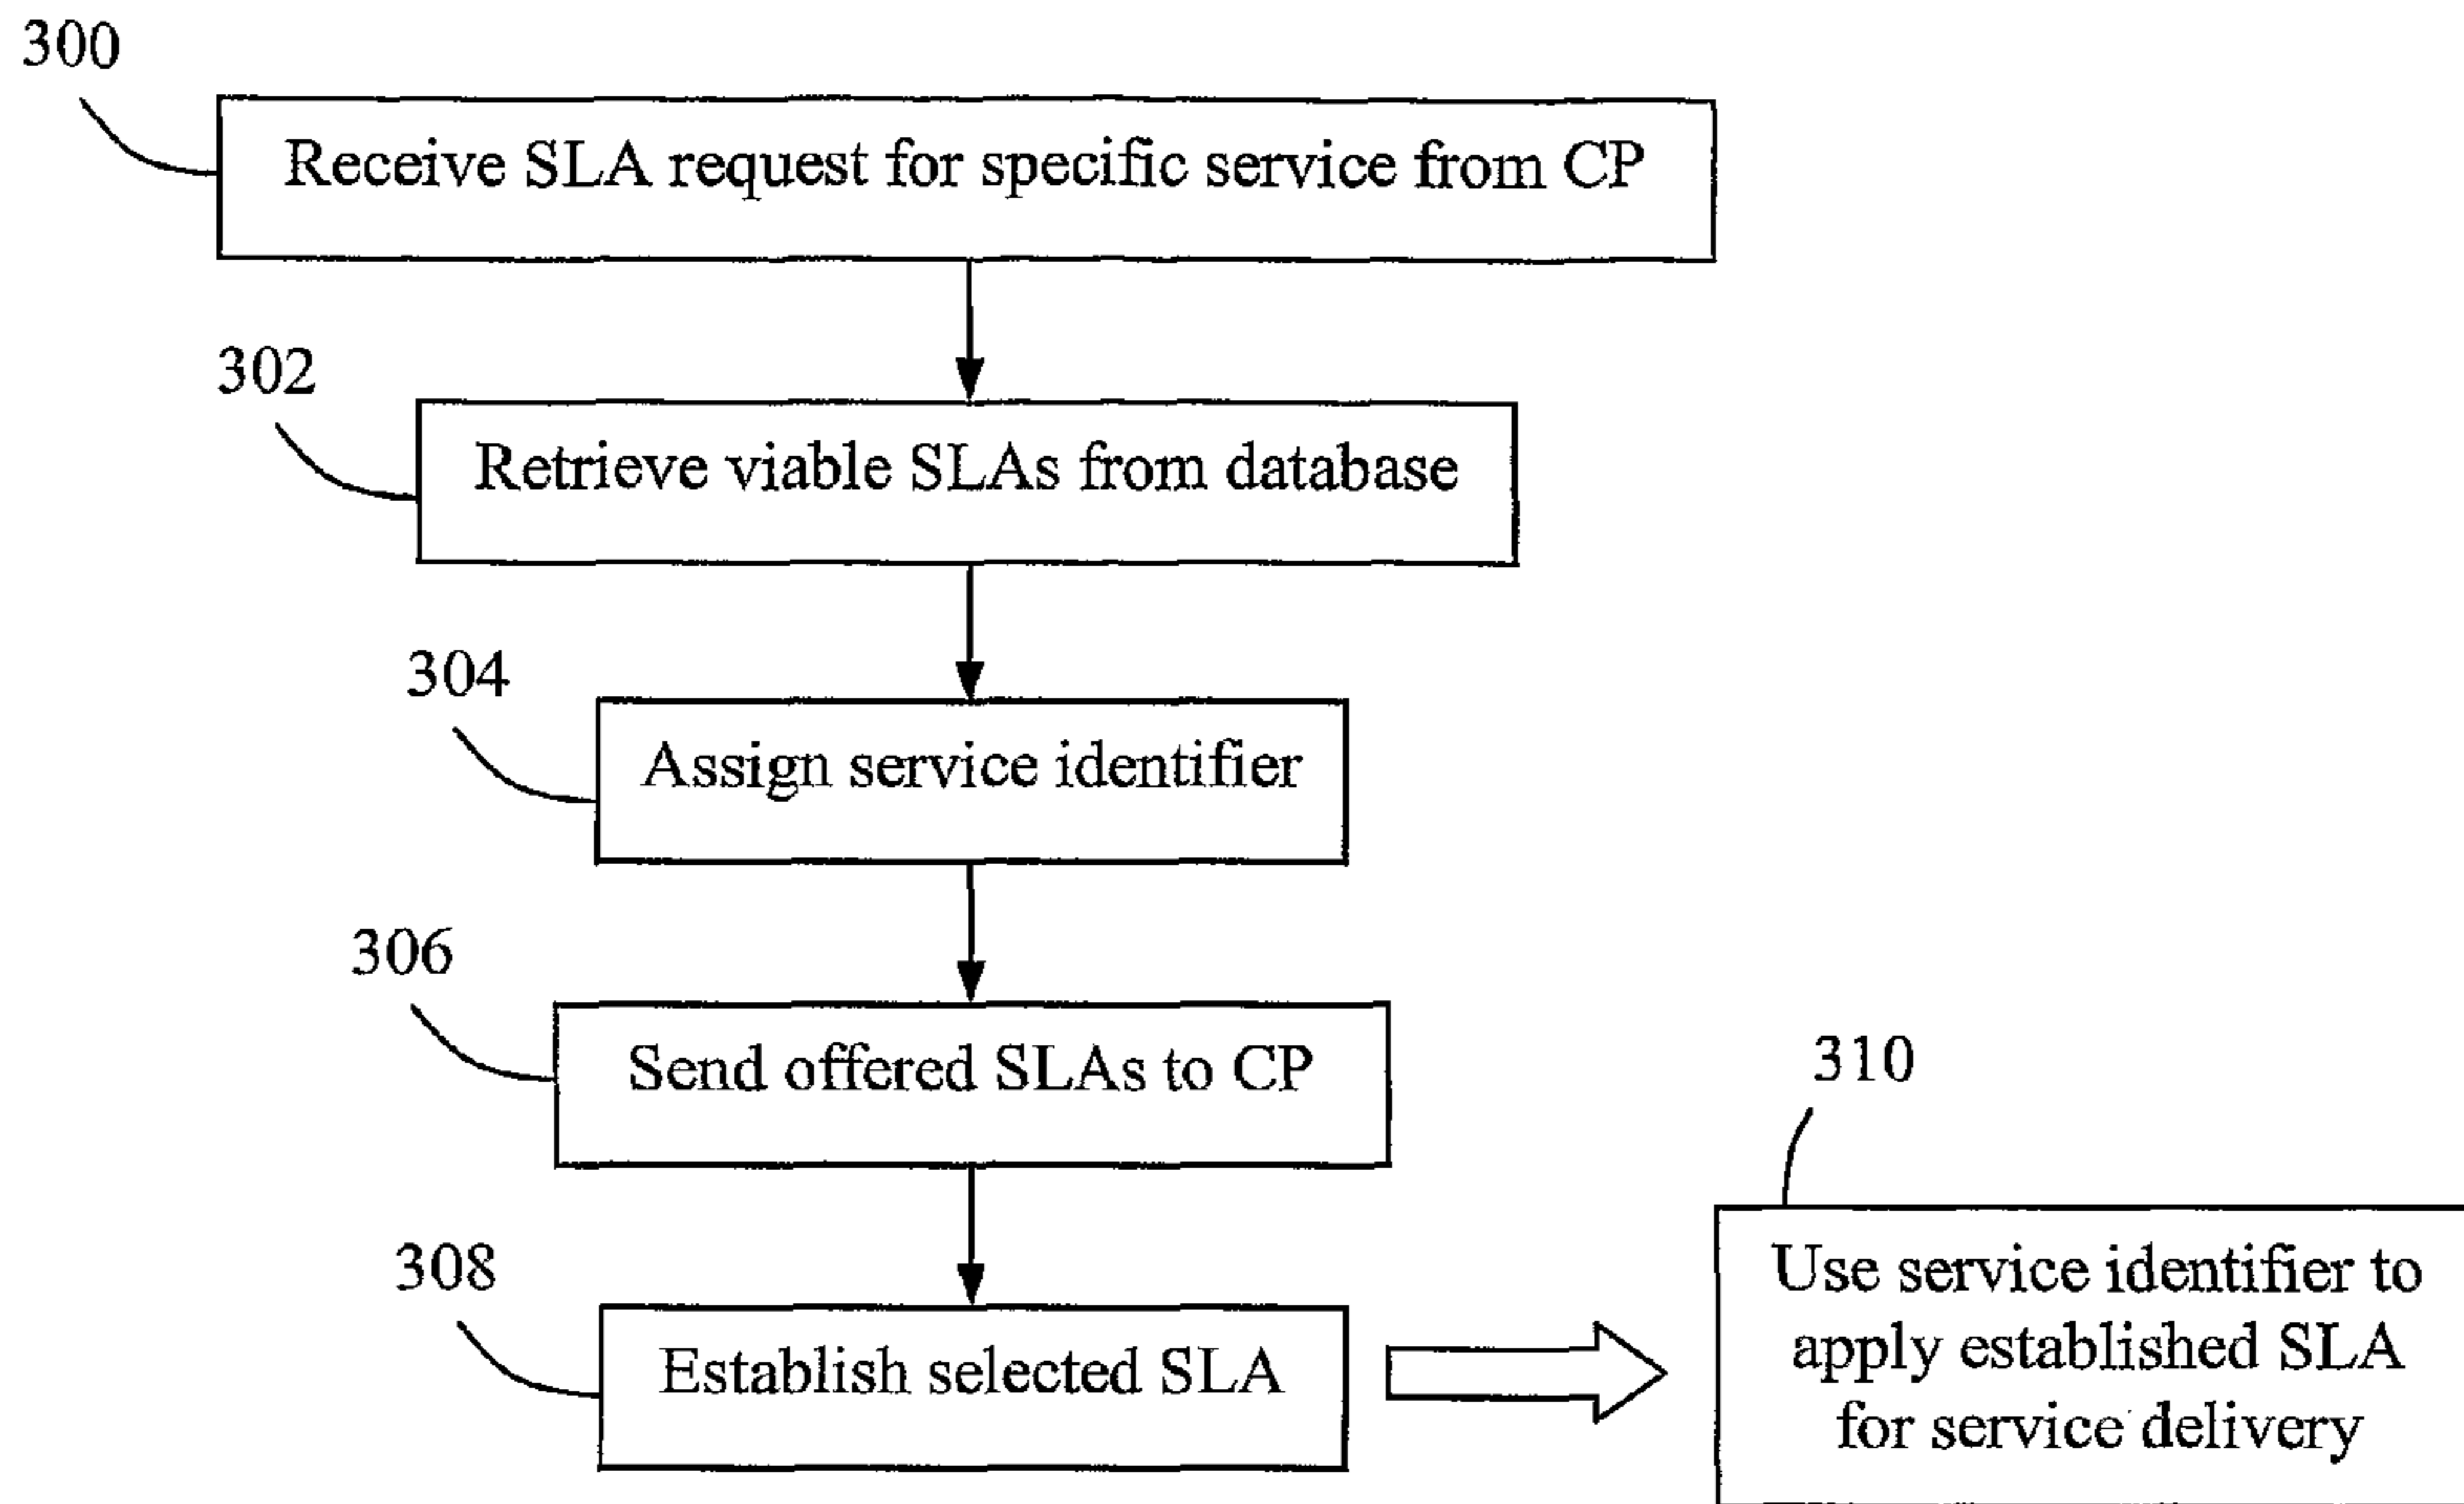 300
Receive SLA request for specific service from CP
302
Retrieve viable SLAs from database
304
Assign service identifier
306
Send offered SLAs to CP
308
Establish selected SLA
310
Use service identifier to
apply established SLA
for service delivery